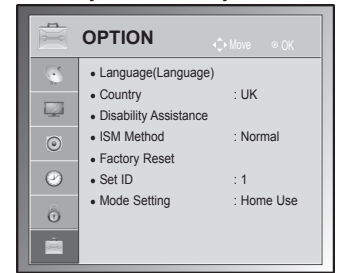 OPTION
Move OK
• Language(Language)
• Country : UK
• Disability Assistance
• ISM Method : Normal
• Factory Reset
• Set ID : 1
• Mode Setting : Home Use